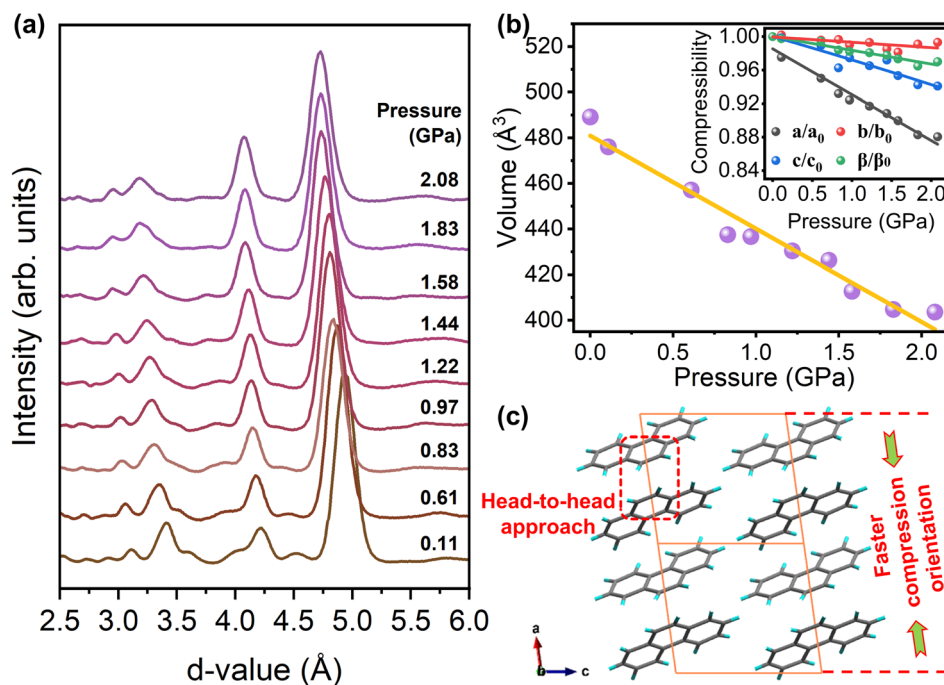 (a)
Intensity (arb. units)
Pressure
(GPa)
2.08
1.83
1.58
1.44
1.22
0.97
0.83
0.61
0.11
2.5 3.0 3.5 4.0 4.5 5.0 5.5 6.0
d-value (Å)
(b)
Volume (Å³)
520
500
480
460
440
420
400
0.0 0.5 1.0 1.5 2.0
Pressure (GPa)
Compressibility
1.00
0.96
0.92
0.88
0.84
a/a₀ b/b₀
c/c₀ β/β₀
0.0 0.5 1.0 1.5 2.0
Pressure (GPa)
(c)
Head-to-head
approach
Faster
compression
orientation
a
b c